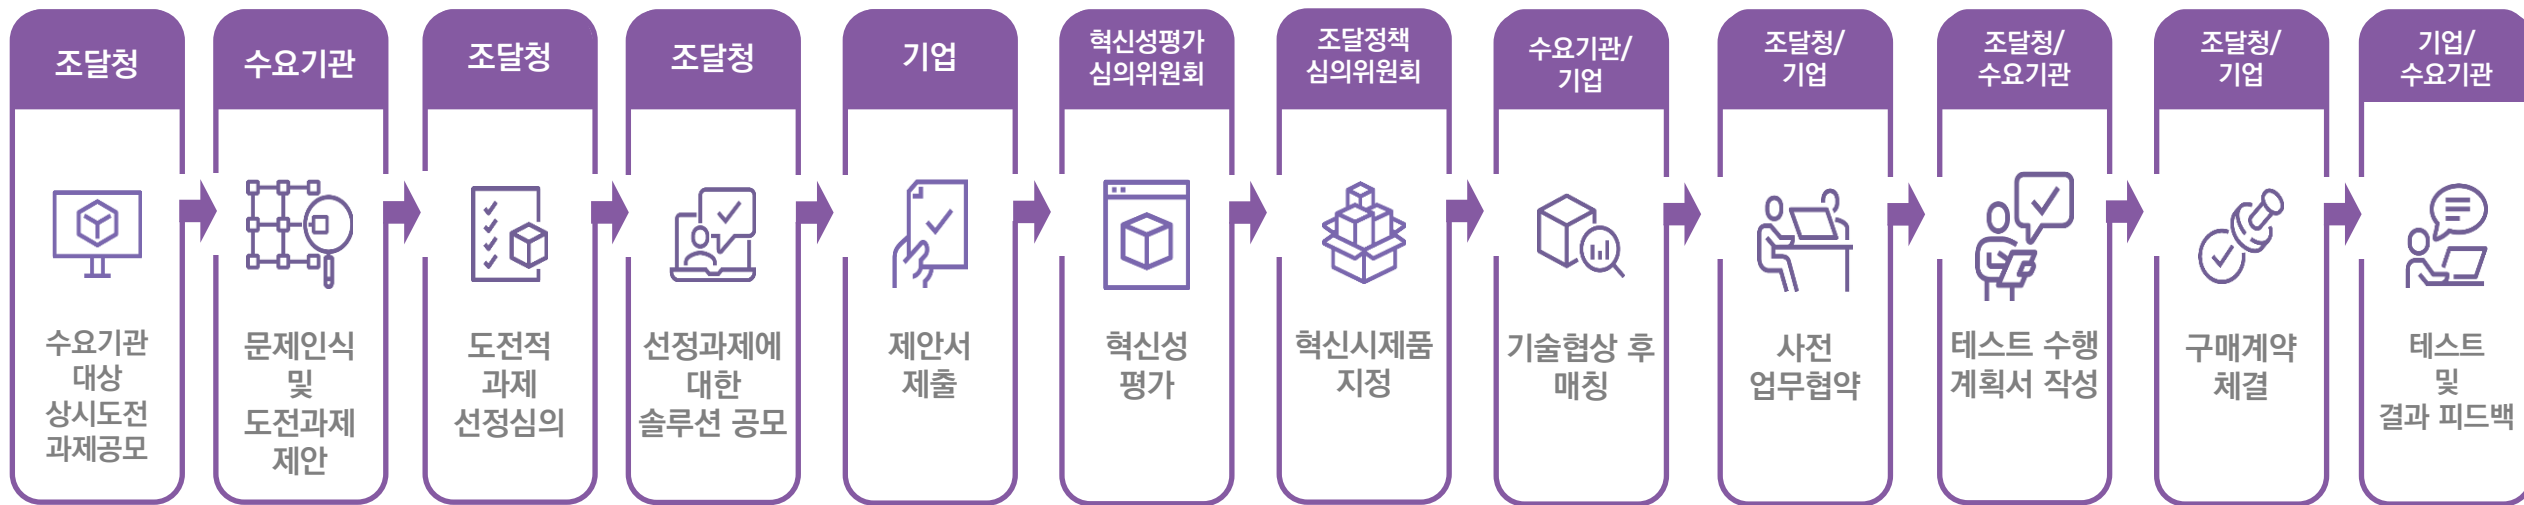 조달청
수요기관
대상
상시도전
과제공모
수요기관
문제인식
및
도전과제
제안
조달청
도전적
과제
선정심의
조달청
선정과제에
대한
솔루션 공모
기업
제안서
제출
혁신성평가
심의위원회
혁신성
평가
조달정책
심의위원회
혁신시제품
지정
수요기관/
기업
기술협상 후
매칭
조달청/
기업
사전
업무협약
조달청/
수요기관
테스트 수행
계획서 작성
조달청/
기업
구매계약
체결
기업/
수요기관
테스트
및
결과 피드백